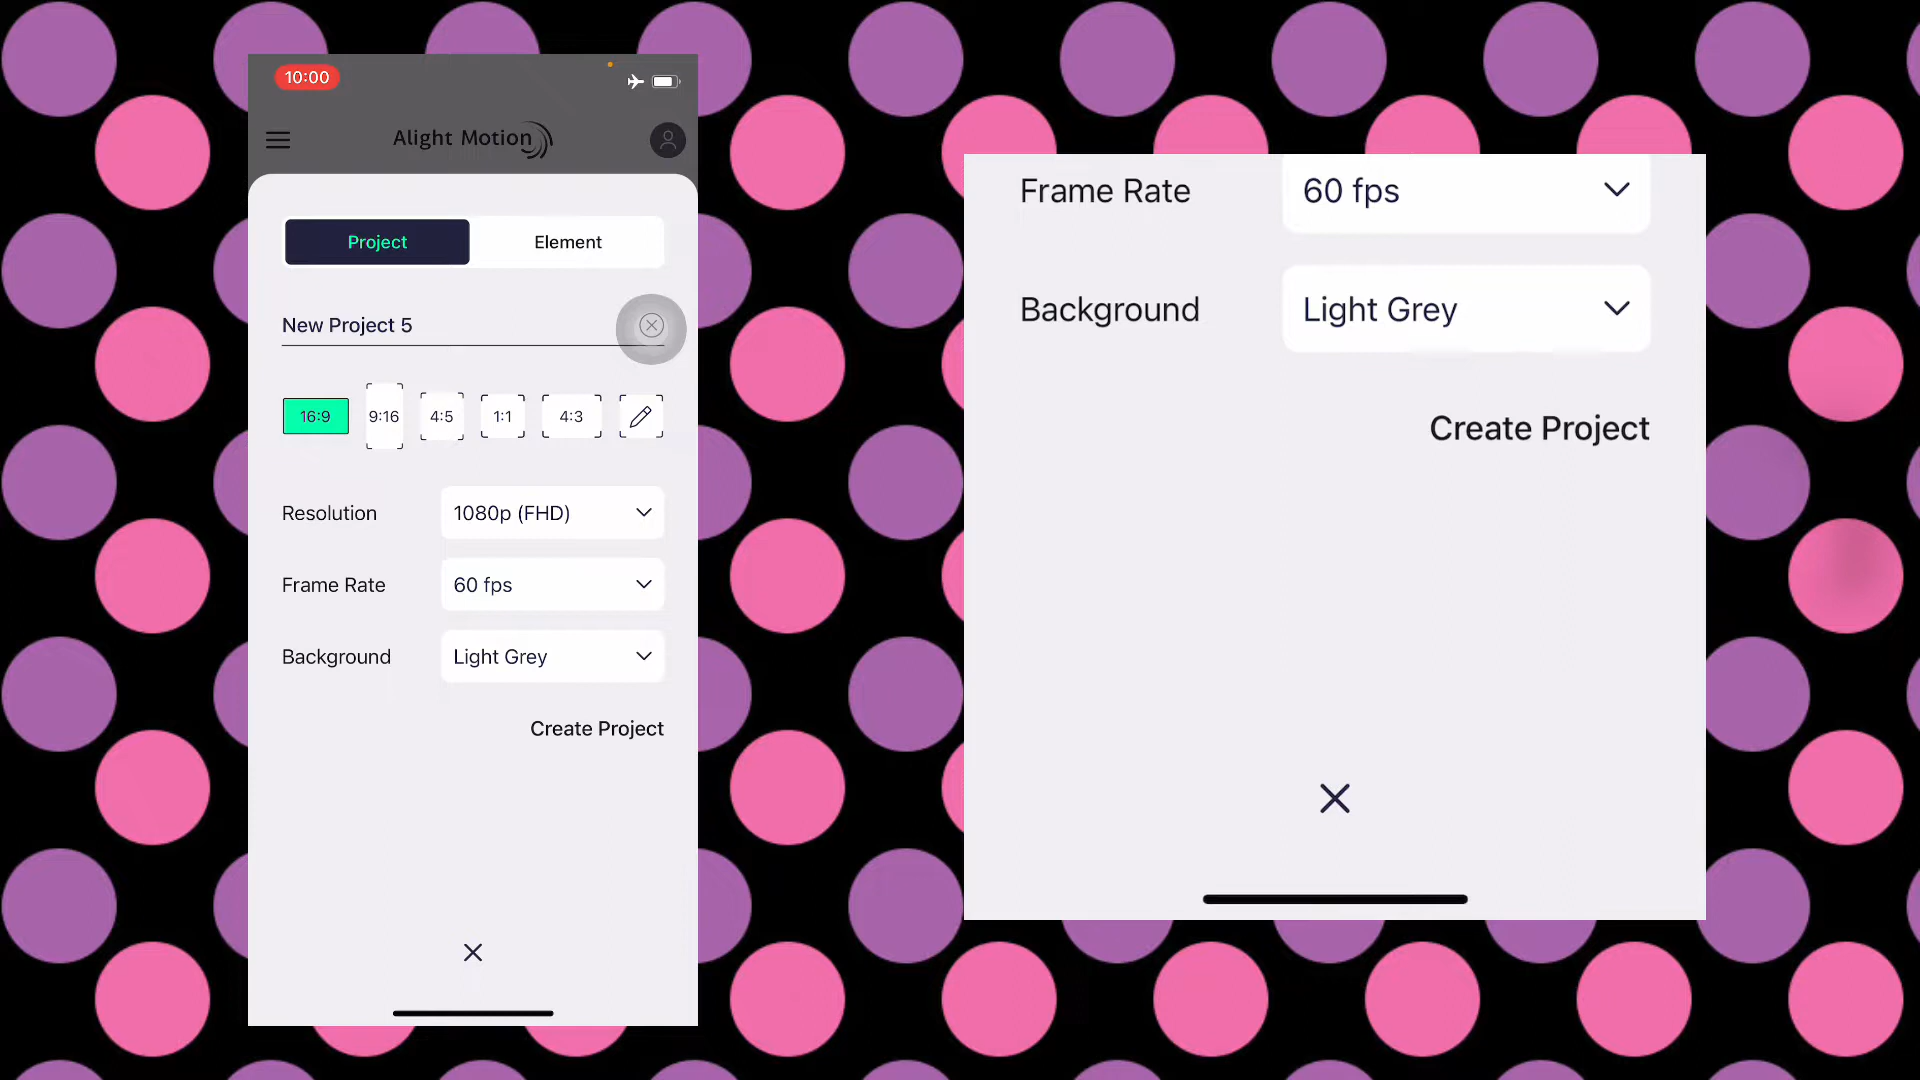 10:00
Alight Motion
Project
Element
New Project 5
16:9
9:16
4:5
1:1
4:3
Resolution
1080p (FHD)
Frame Rate
60 fps
Background
Light Grey
Create Project
Frame Rate
60 fps
Background
Light Grey
Create Project